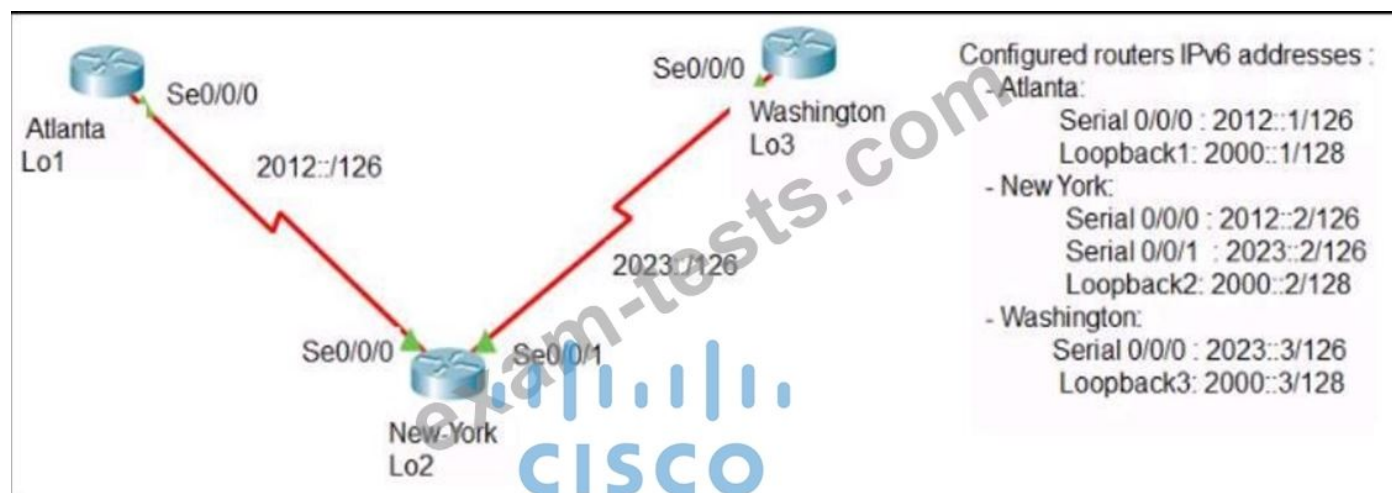 Se0/0/0
Atlanta
Lo1
2012::/126
Se0/0/0
Washington
Lo3
2023::/126
Se0/0/0
Se0/0/1
New-York
Lo2
Configured routers IPv6 addresses :
- Atlanta:
Serial 0/0/0 : 2012::1/126
Loopback1: 2000::1/128
- New York:
Serial 0/0/0 : 2012::2/126
Serial 0/0/1 : 2023::2/126
Loopback2: 2000::2/128
- Washington:
Serial 0/0/0 : 2023::3/126
Loopback3: 2000::3/128
exam-tests.com
CISCO